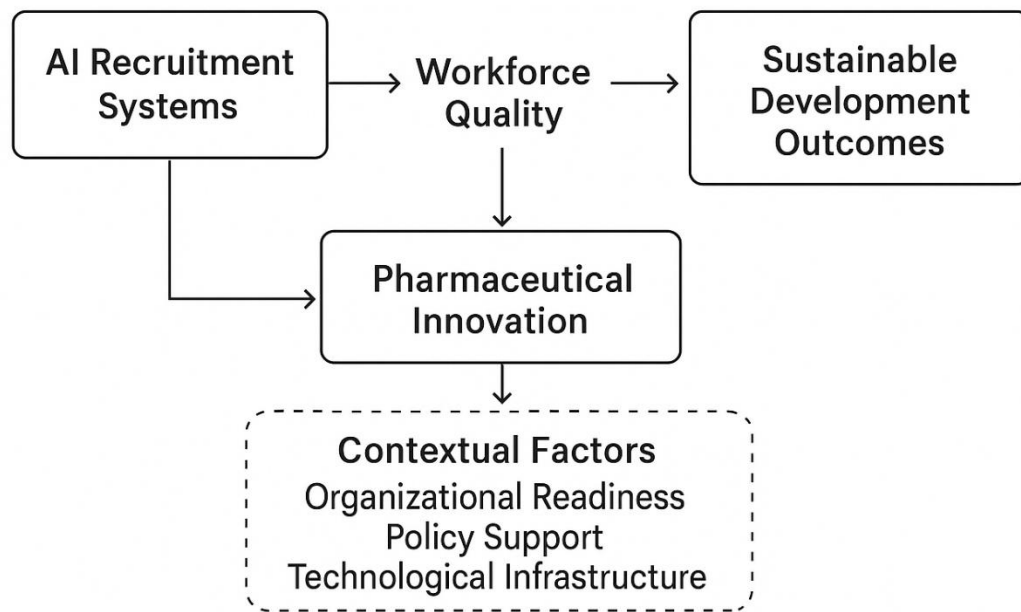 AI Recruitment
Systems
Workforce
Quality
Sustainable
Development
Outcomes
Pharmaceutical
Innovation
Contextual Factors
Organizational Readiness
Policy Support
Technological Infrastructure